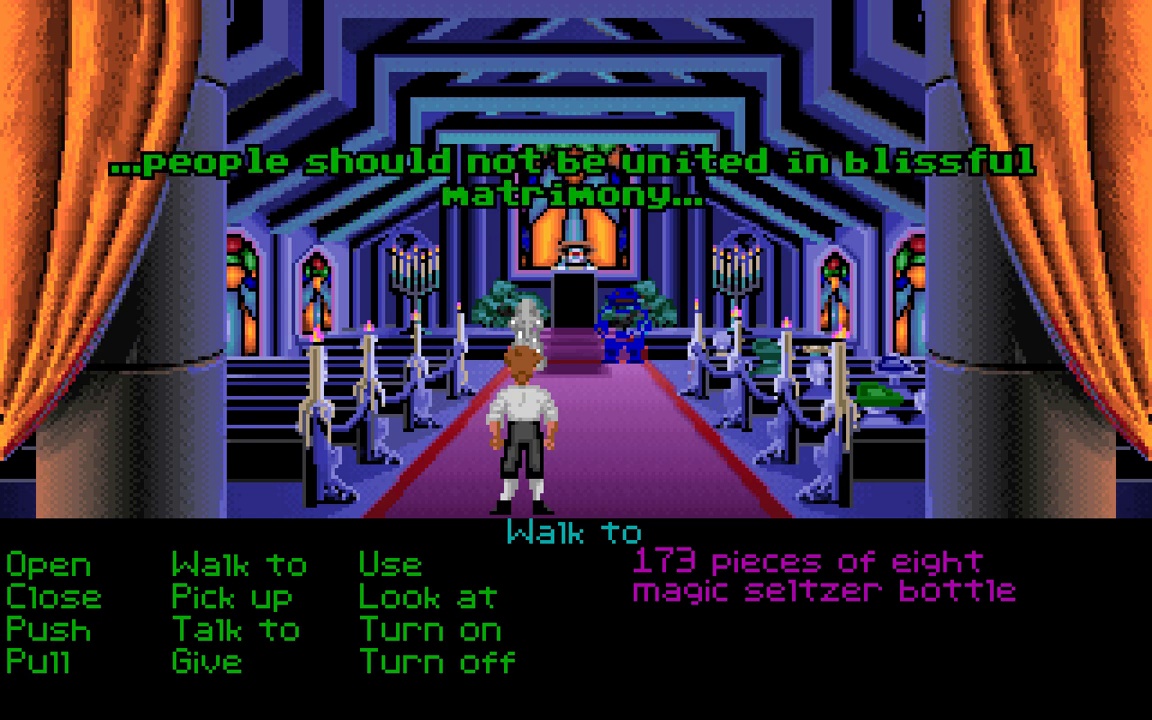 ...people should not be united in blissful
matrimony...
Walk to
Open Walk to Use
Close Pick up Look at
Push Talk to Turn on
Pull Give Turn off
173 pieces of eight
magic seltzer bottle